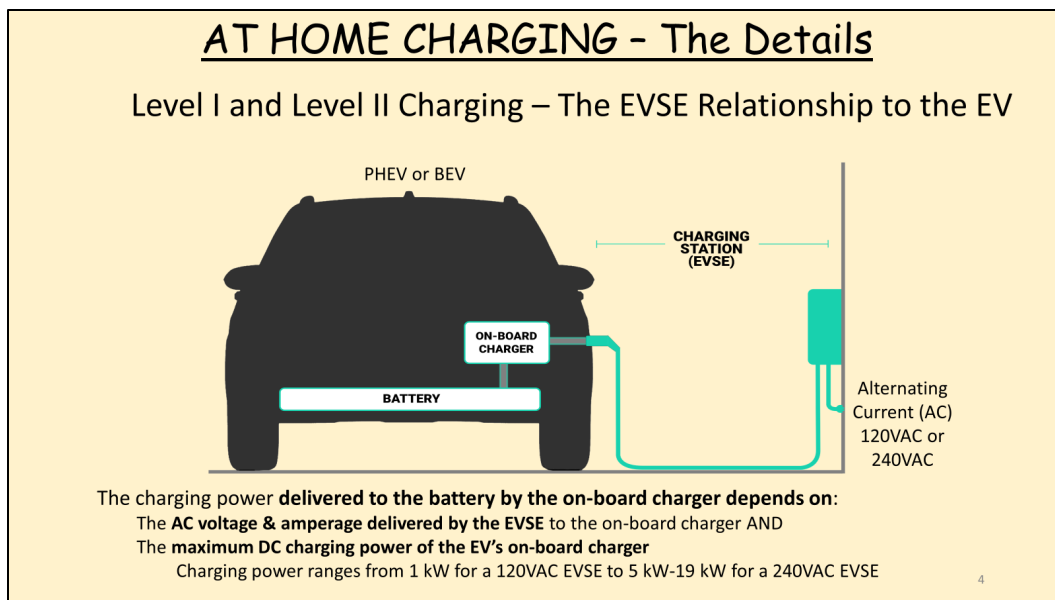 AT HOME CHARGING – The Details
Level I and Level II Charging – The EVSE Relationship to the EV
PHEV or BEV
CHARGING
STATION
(EVSE)
ON-BOARD
CHARGER
BATTERY
Alternating
Current (AC)
120VAC or
240VAC
The charging power delivered to the battery by the on-board charger depends on:
The AC voltage & amperage delivered by the EVSE to the on-board charger AND
The maximum DC charging power of the EV’s on-board charger
Charging power ranges from 1 kW for a 120VAC EVSE to 5 kW-19 kW for a 240VAC EVSE
4